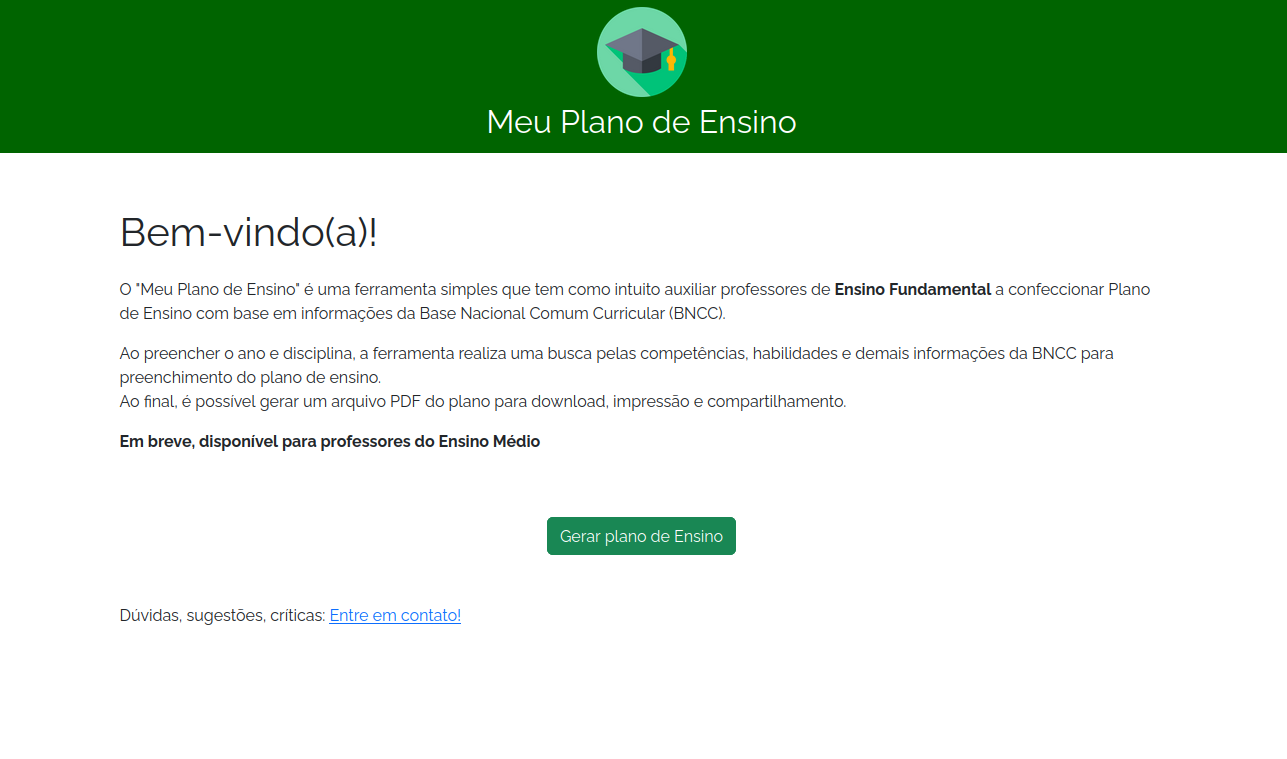 Meu Plano de Ensino
Bem-vindo(a)!
O "Meu Plano de Ensino" é uma ferramenta simples que tem como intuito auxiliar professores de Ensino Fundamental a confeccionar Plano
de Ensino com base em informações da Base Nacional Comum Curricular (BNCC).
Ao preencher o ano e disciplina, a ferramenta realiza uma busca pelas competências, habilidades e demais informações da BNCC para
preenchimento do plano de ensino.
Ao final, é possível gerar um arquivo PDF do plano para download, impressão e compartilhamento.
Em breve, disponível para professores do Ensino Médio
Gerar plano de Ensino
Dúvidas, sugestões, críticas: Entre em contato!